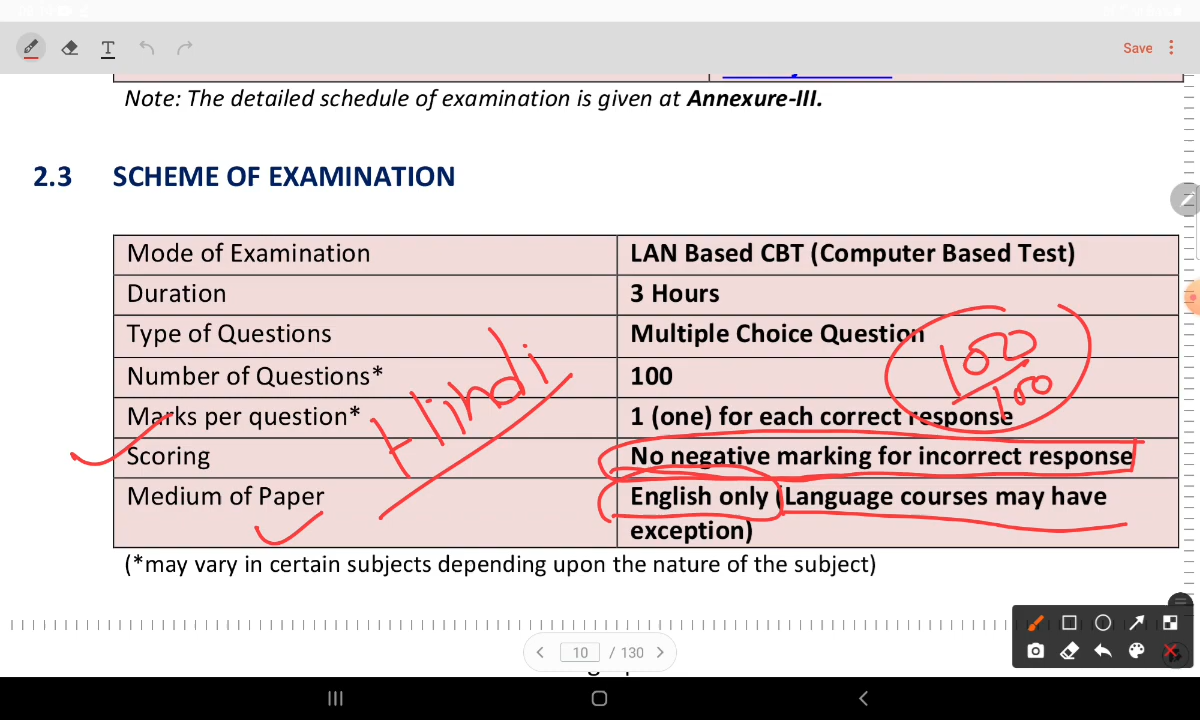 T
Save
Note: The detailed schedule of examination is given at Annexure-III.
2.3 SCHEME OF EXAMINATION
Mode of Examination LAN Based CBT (Computer Based Test)
Duration 3 Hours
Type of Questions Multiple Choice Question
Number of Questions* 100
Marks per question* 1 (one) for each correct response
Scoring No negative marking for incorrect response
Medium of Paper English only (Language courses may have
exception)
(*may vary in certain subjects depending upon the nature of the subject)
Hindi
100
100
10 / 130